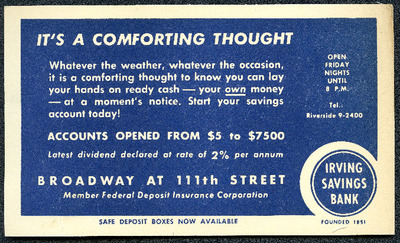 IT'S A COMFORTING THOUGHT
Whatever the weather, whatever the occasion,
it is a comforting thought to know you can lay
your hands on ready cash — your own money
— at a moment's notice. Start your savings
account today!
ACCOUNTS OPENED FROM $5 to $7500
Latest dividend declared at rate of 2% per annum
BROADWAY AT 111th STREET
Member Federal Deposit Insurance Corporation
OPEN
FRIDAY
NIGHTS
UNTIL
8 P.M.
Tel.
Riverside 9-2400
IRVING
SAVINGS
BANK
SAFE DEPOSIT BOXES NOW AVAILABLE
FOUNDED 1851